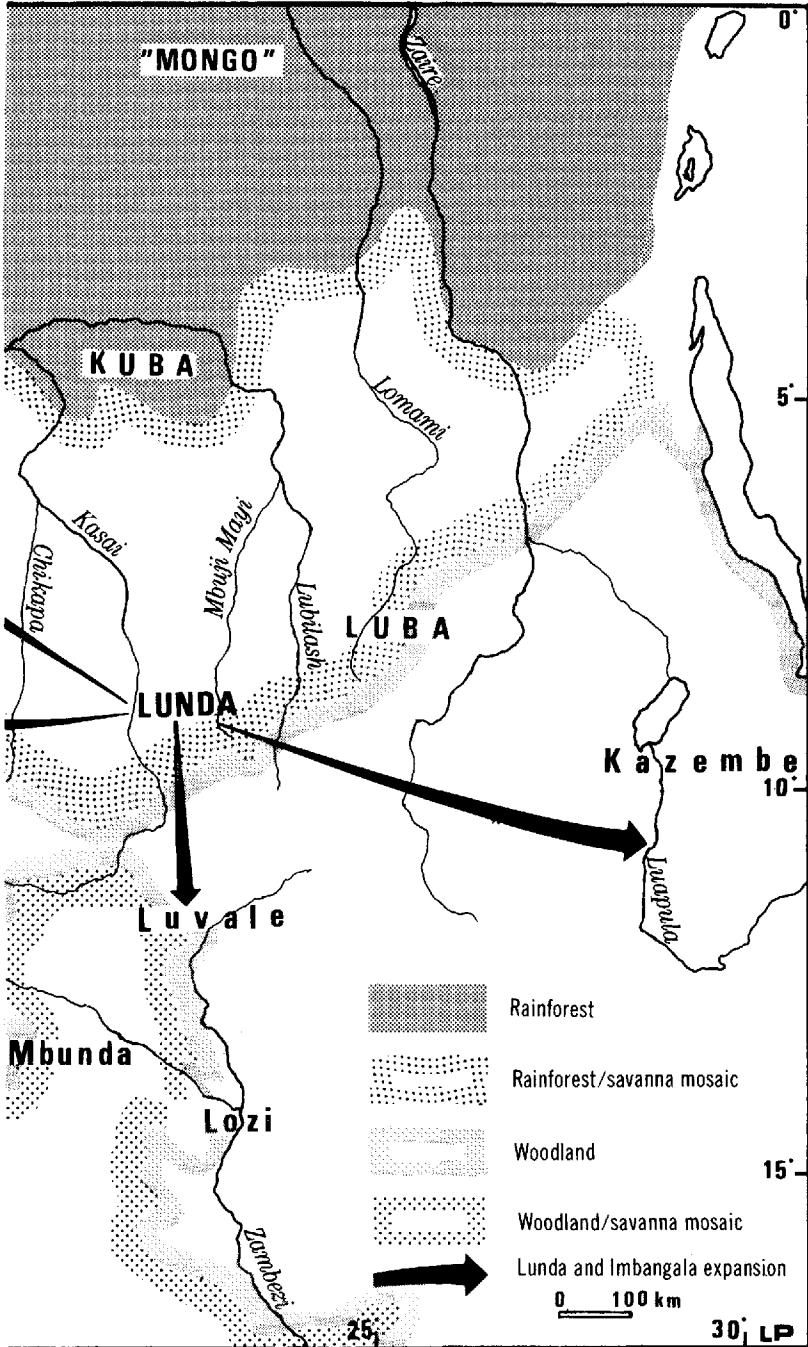 0°
"MONGO"
Zaire
KUBA
5°
Lomami
Kasai
Mbuji Mayi
Chikapa
Lubilash
LUBA
LUNDA
Kazembe
10°
Luapula
Luvale
Rainforest
Mbunda
Rainforest/savanna mosaic
Lozi
Woodland
15°
Woodland/savanna mosaic
Zambezi
Lunda and Imbangala expansion
0 100 km
25°
30° LP